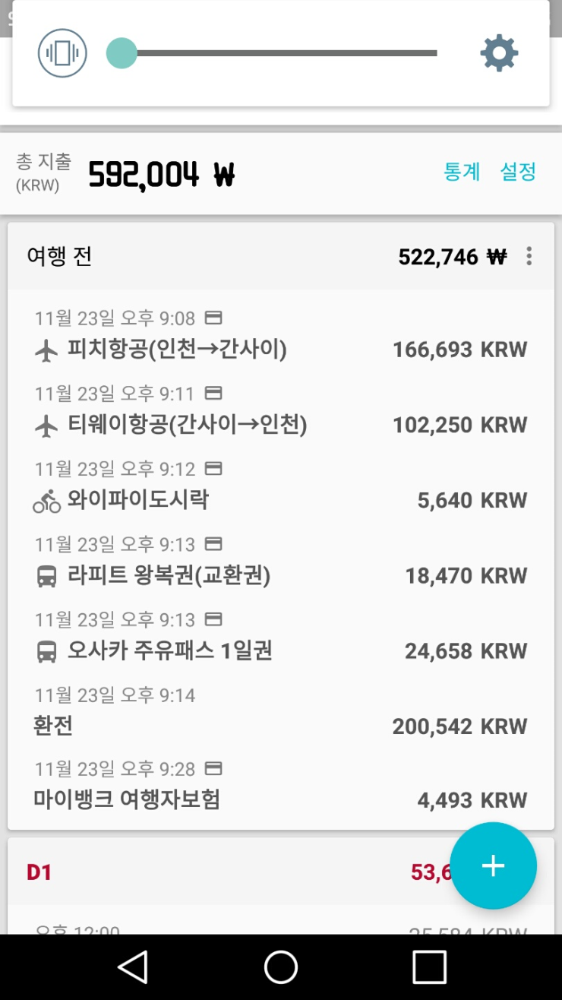 총 지출
(KRW)
592,004 ₩
통계 설정
여행 전 522,746 ₩
11월 23일 오후 9:08
피치항공(인천→간사이) 166,693 KRW
11월 23일 오후 9:11
티웨이항공(간사이→인천) 102,250 KRW
11월 23일 오후 9:12
와이파이도시락 5,640 KRW
11월 23일 오후 9:13
라피트 왕복권(교환권) 18,470 KRW
11월 23일 오후 9:13
오사카 주유패스 1일권 24,658 KRW
11월 23일 오후 9:14
환전 200,542 KRW
11월 23일 오후 9:28
마이뱅크 여행자보험 4,493 KRW
D1 53,6
오후 12:00 25,584 KRW